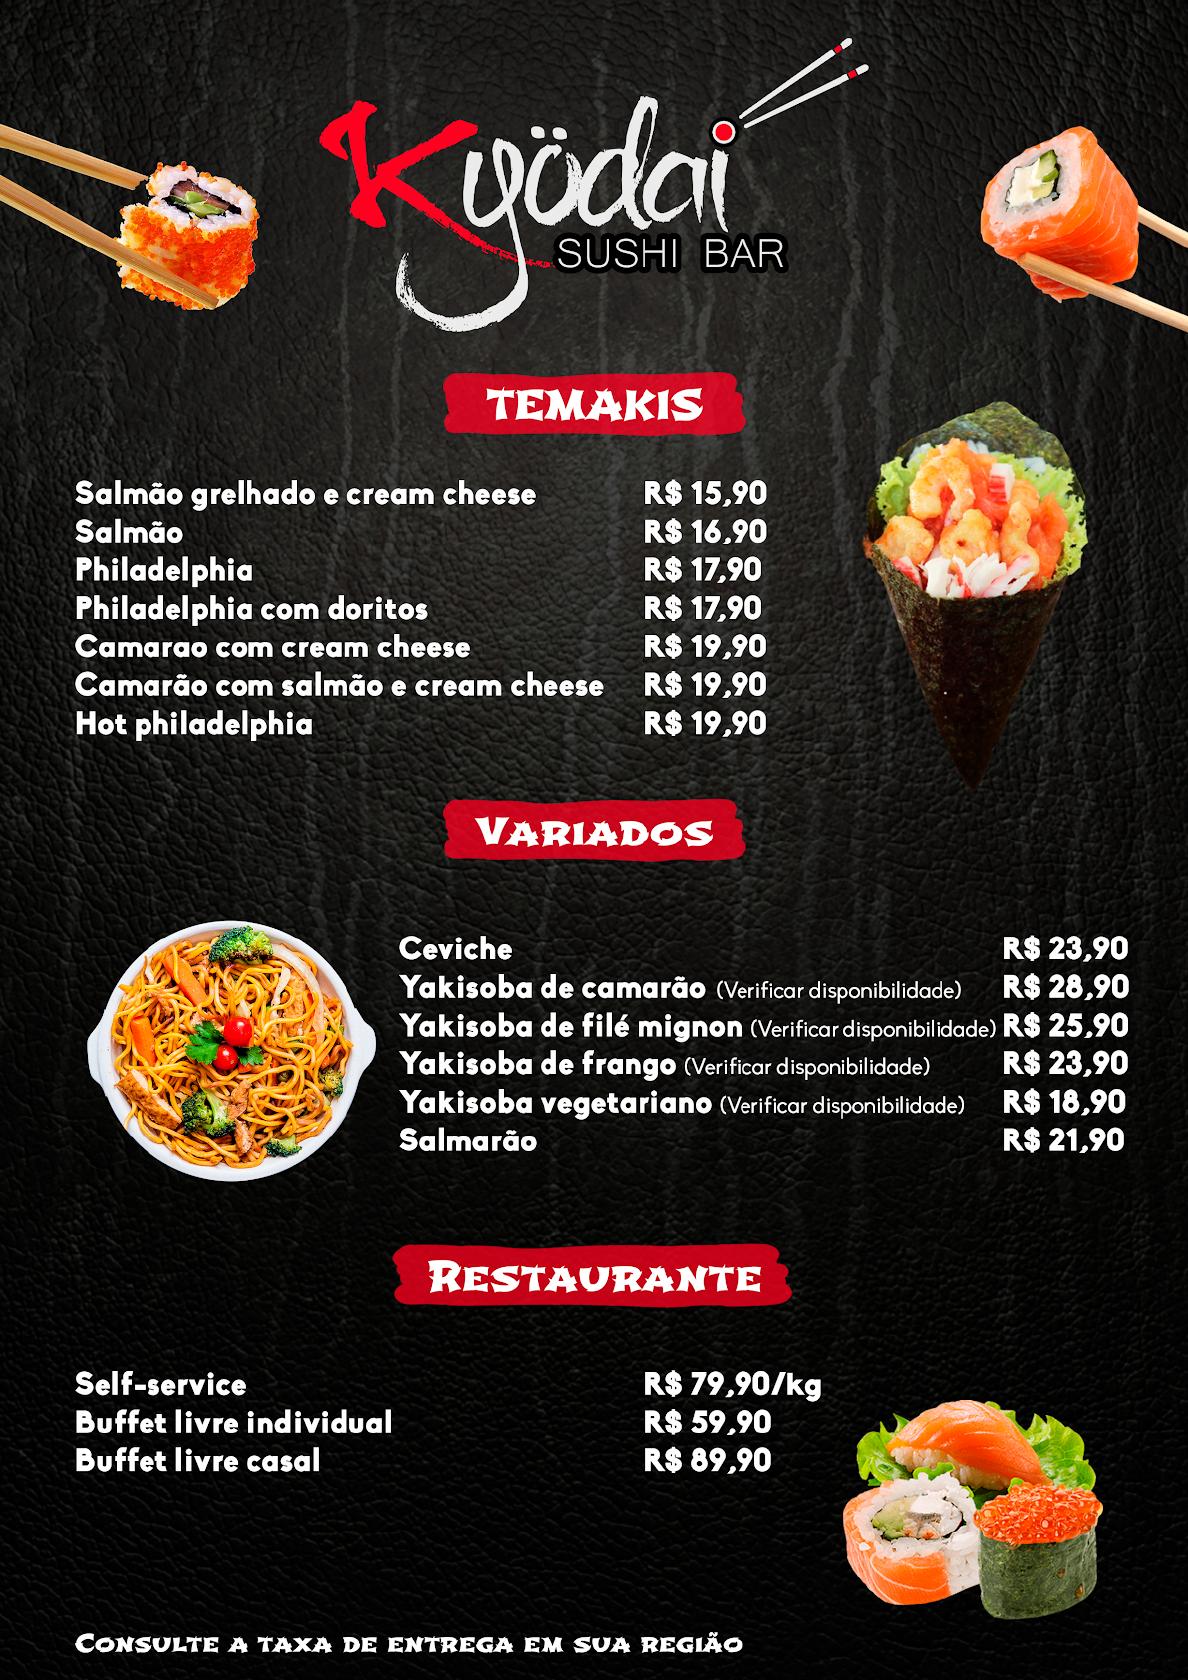 Kyödai
SUSHI BAR
TEMAKIS
Salmão grelhado e cream cheese R$ 15,90
Salmão R$ 16,90
Philadelphia R$ 17,90
Philadelphia com doritos R$ 17,90
Camarao com cream cheese R$ 19,90
Camarão com salmão e cream cheese R$ 19,90
Hot philadelphia R$ 19,90
VARIADOS
Ceviche R$ 23,90
Yakisoba de camarão (Verificar disponibilidade) R$ 28,90
Yakisoba de filé mignon (Verificar disponibilidade) R$ 25,90
Yakisoba de frango (Verificar disponibilidade) R$ 23,90
Yakisoba vegetariano (Verificar disponibilidade) R$ 18,90
Salmarão R$ 21,90
RESTAURANTE
Self-service R$ 79,90/kg
Buffet livre individual R$ 59,90
Buffet livre casal R$ 89,90
CONSULTE A TAXA DE ENTREGA EM SUA REGIÃO